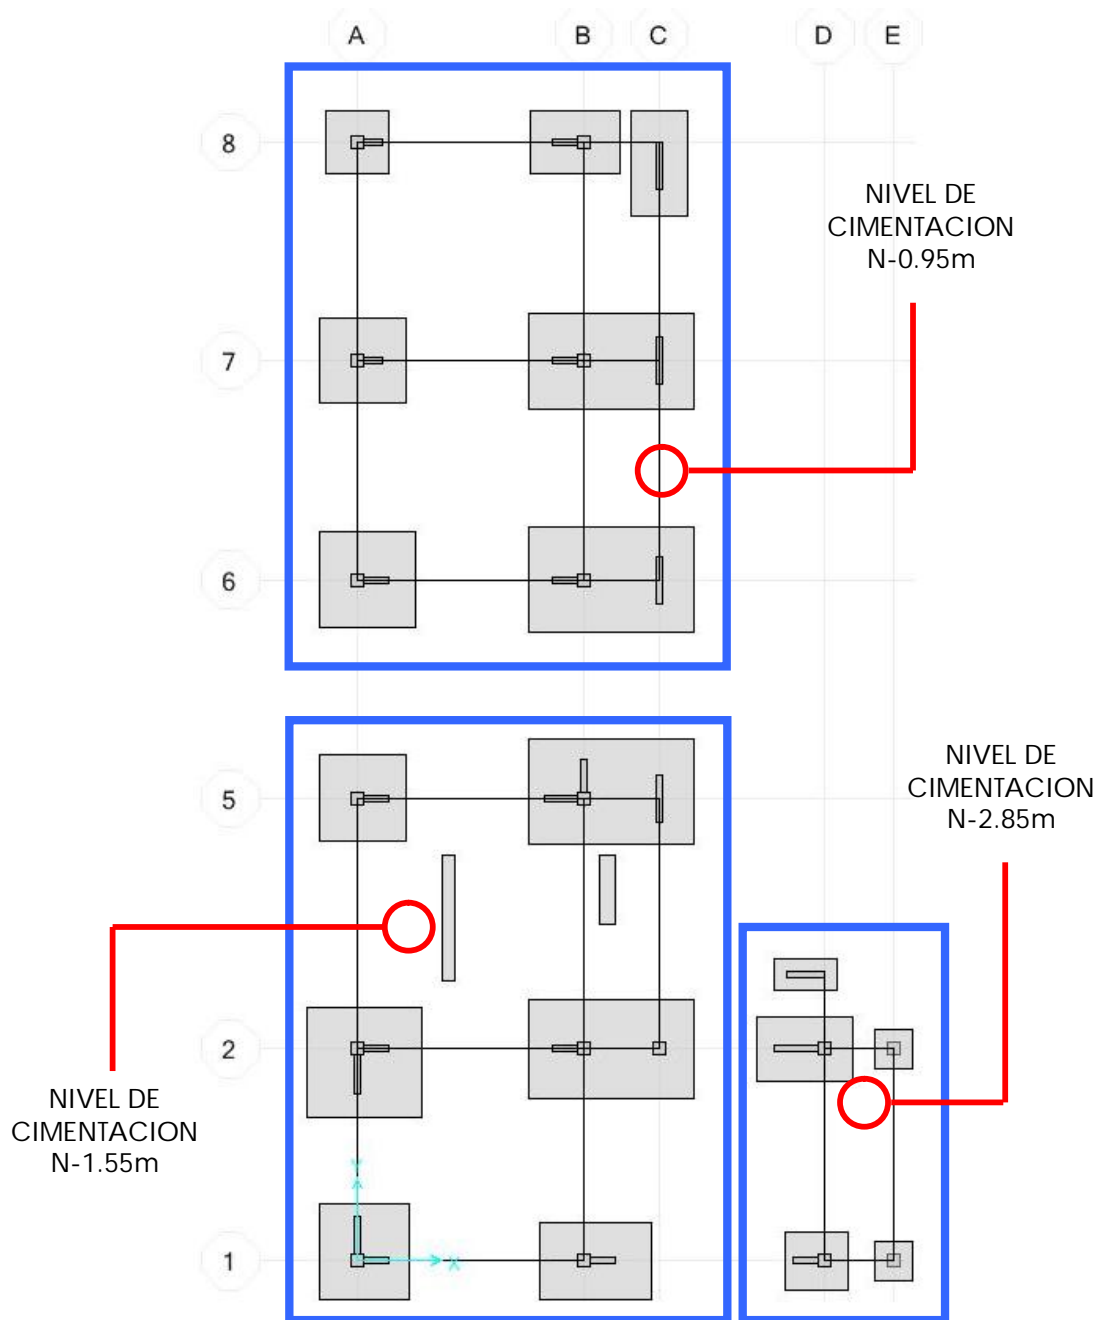 A B C D E
8
NIVEL DE
CIMENTACION
N-0.95m
7
6
5
NIVEL DE
CIMENTACION
N-2.85m
2
NIVEL DE
CIMENTACION
N-1.55m
Y
X
1